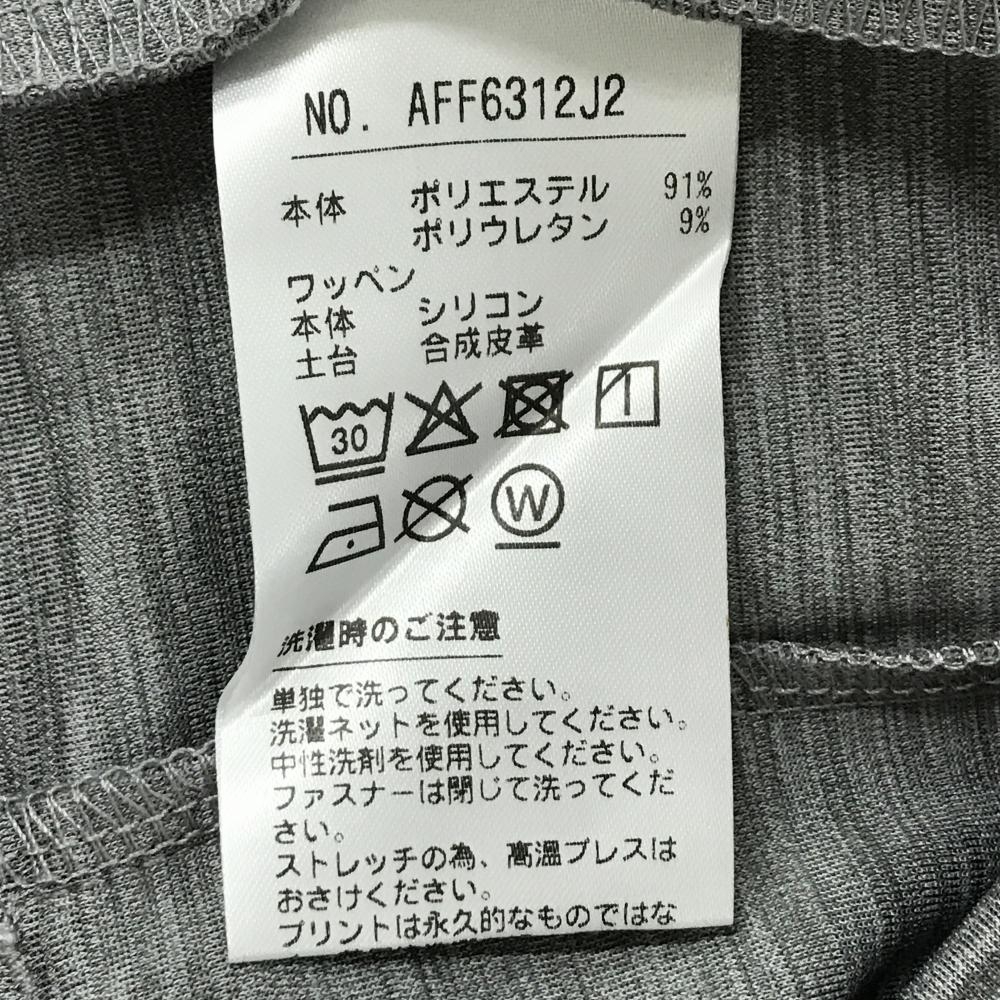 NO. AFF6312J2
本体 ポリエステル 91%
ポリウレタン 9%
ワッペン
本体 シリコン
土台 合成皮革
30
W
洗濯時のご注意
単独で洗ってください。
洗濯ネットを使用してください。
中性洗剤を使用してください。
ファスナーは閉じて洗ってくだ
さい。
ストレッチの為、高温プレスは
おさけください。
プリントは永久的なものではな